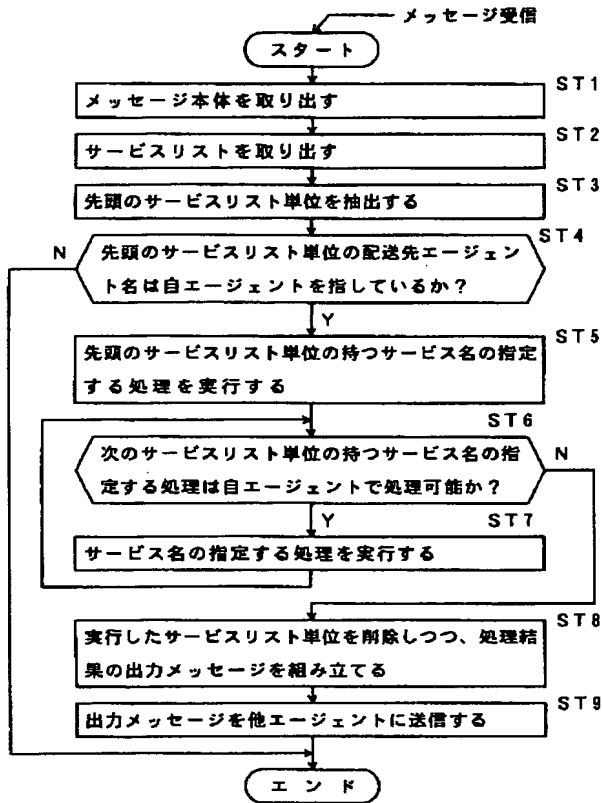 メッセージ受信
スタート
ST1
メッセージ本体を取り出す
ST2
サービスリストを取り出す
ST3
先頭のサービスリスト単位を抽出する
ST4
N
先頭のサービスリスト単位の配送先エージェン
ト名は自エージェントを指しているか？
Y
ST5
先頭のサービスリスト単位の持つサービス名の指定
する処理を実行する
ST6
次のサービスリスト単位の持つサービス名の指
定する処理は自エージェントで処理可能か？
N
Y
ST7
サービス名の指定する処理を実行する
ST8
実行したサービスリスト単位を削除しつつ、処理結
果の出力メッセージを組み立てる
ST9
出力メッセージを他エージェントに送信する
エンド